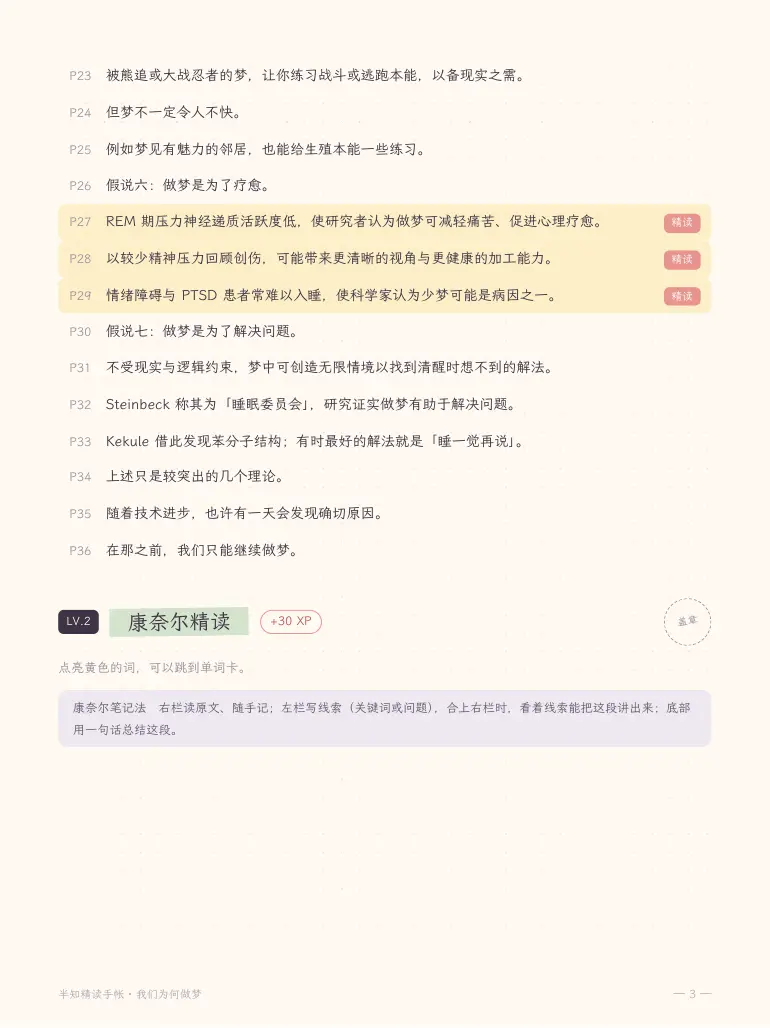 P23 被熊追或大战忍者的梦，让你练习战斗或逃跑本能，以备现实之需。
P24 但梦不一定令人不快。
P25 例如梦见有魅力的邻居，也能给生殖本能一些练习。
P26 假说六：做梦是为了疗愈。
P27 REM 期压力神经递质活跃度低，使研究者认为做梦可减轻痛苦、促进心理疗愈。 精读
P28 以较少精神压力回顾创伤，可能带来更清晰的视角与更健康的加工能力。 精读
P29 情绪障碍与 PTSD 患者常难以入睡，使科学家认为少梦可能是病因之一。 精读
P30 假说七：做梦是为了解决问题。
P31 不受现实与逻辑约束，梦中可创造无限情境以找到清醒时想不到的解法。
P32 Steinbeck 称其为「睡眠委员会」，研究证实做梦有助于解决问题。
P33 Kekule 借此发现苯分子结构；有时最好的解法就是「睡一觉再说」。
P34 上述只是较突出的几个理论。
P35 随着技术进步，也许有一天会发现确切原因。
P36 在那之前，我们只能继续做梦。
LV.2 康奈尔精读 +30 XP 盖章
点亮黄色的词，可以跳到单词卡。
康奈尔笔记法 右栏读原文、随手记；左栏写线索（关键词或问题），合上右栏时，看着线索能把这段讲出来；底部
用一句话总结这段。
半知精读手帐·我们为何做梦 — 3 —